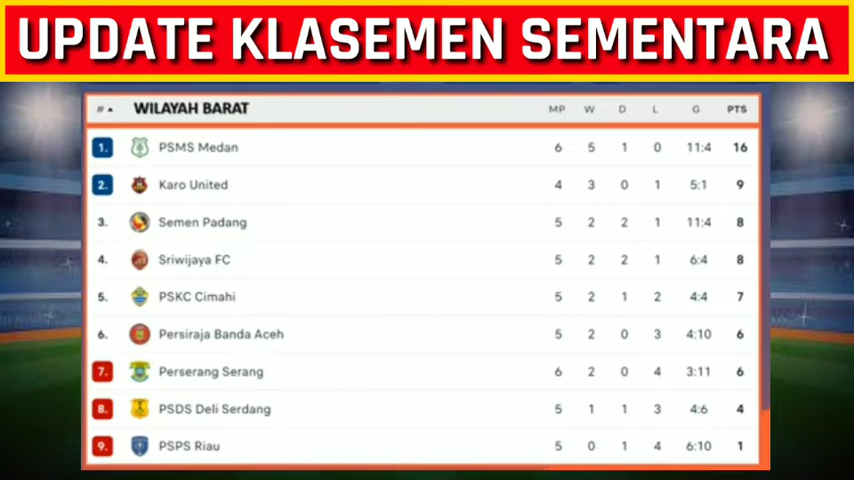 UPDATE KLASEMEN SEMENTARA
# WILAYAH BARAT MP W D L G PTS
1. PSMS Medan 6 5 1 0 11:4 16
2. Karo United 4 3 0 1 5:1 9
3. Semen Padang 5 2 2 1 11:4 8
4. Sriwijaya FC 5 2 2 1 6:4 8
5. PSKC Cimahi 5 2 1 2 4:4 7
6. Persiraja Banda Aceh 5 2 0 3 4:10 6
7. Perserang Serang 6 2 0 4 3:11 6
8. PSDS Deli Serdang 5 1 1 3 4:6 4
9. PSPS Riau 5 0 1 4 6:10 1